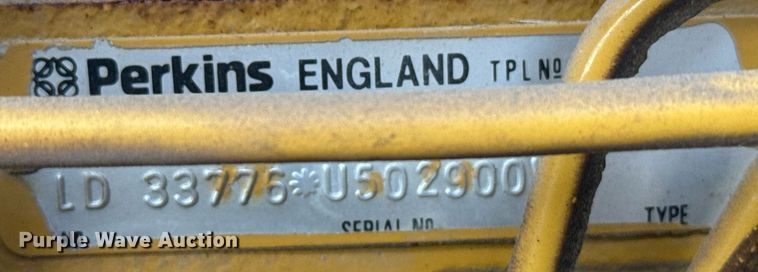 Perkins ENGLAND TPL No
LD 33776*U502900
SERIAL NO TYPE
Purple Wave Auction